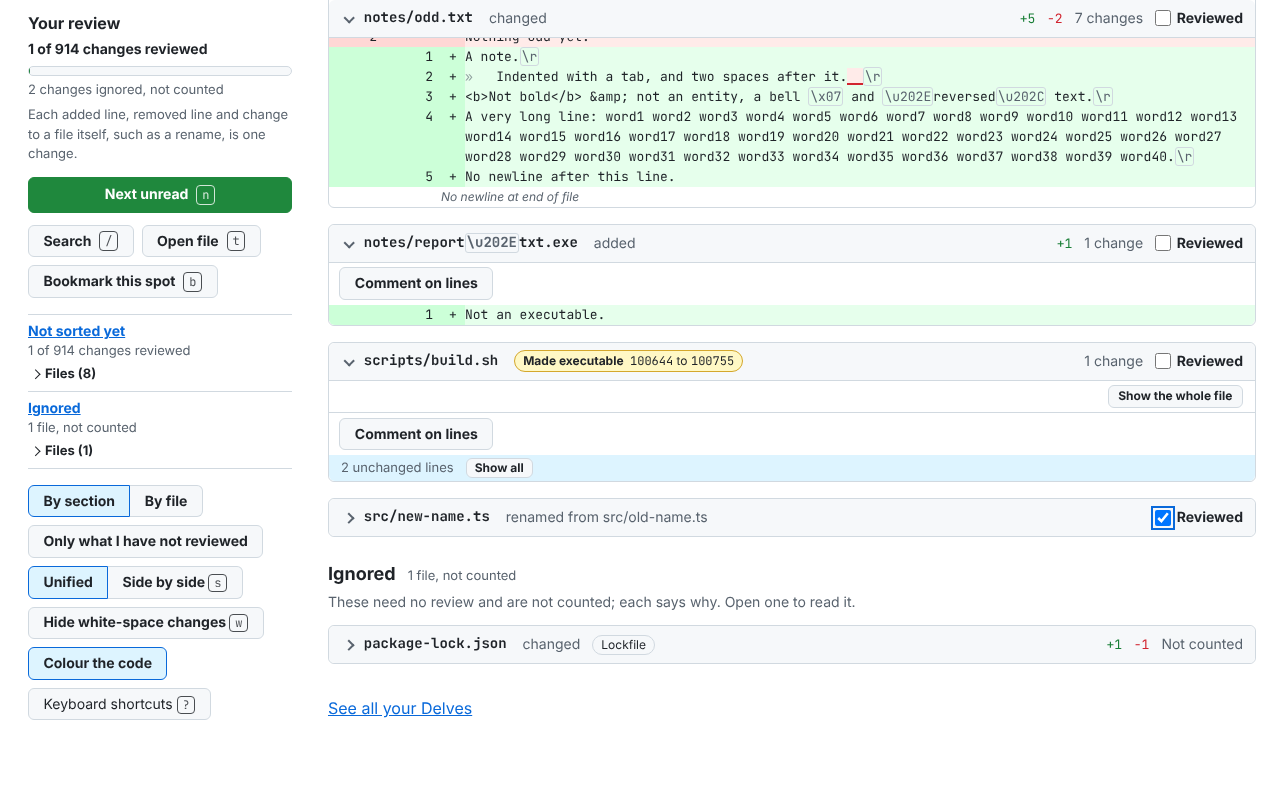 Your review
1 of 914 changes reviewed
2 changes ignored, not counted
Each added line, removed line and change
to a file itself, such as a rename, is one
change.
Next unread n
Search /
Open file t
Bookmark this spot b
Not sorted yet
1 of 914 changes reviewed
Files (8)
Ignored
1 file, not counted
Files (1)
By section
By file
Only what I have not reviewed
Unified
Side by side s
Hide white-space changes w
Colour the code
Keyboard shortcuts ?
notes/odd.txt changed +5 -2 7 changes Reviewed
2 Nothing odd yet.
1 + A note.\r
2 + » Indented with a tab, and two spaces after it. \r
3 + <b>Not bold</b> &amp; not an entity, a bell \x07 and \u202Ereversed\u202C text.\r
4 + A very long line: word1 word2 word3 word4 word5 word6 word7 word8 word9 word10 word11 word12 word13
word14 word15 word16 word17 word18 word19 word20 word21 word22 word23 word24 word25 word26 word27
word28 word29 word30 word31 word32 word33 word34 word35 word36 word37 word38 word39 word40.\r
5 + No newline after this line.
No newline at end of file
notes/report\u202Etxt.exe added +1 1 change Reviewed
Comment on lines
1 + Not an executable.
scripts/build.sh Made executable 100644 to 100755 1 change Reviewed
Show the whole file
Comment on lines
2 unchanged lines Show all
src/new-name.ts renamed from src/old-name.ts Reviewed
Ignored 1 file, not counted
These need no review and are not counted; each says why. Open one to read it.
package-lock.json changed Lockfile +1 -1 Not counted
See all your Delves